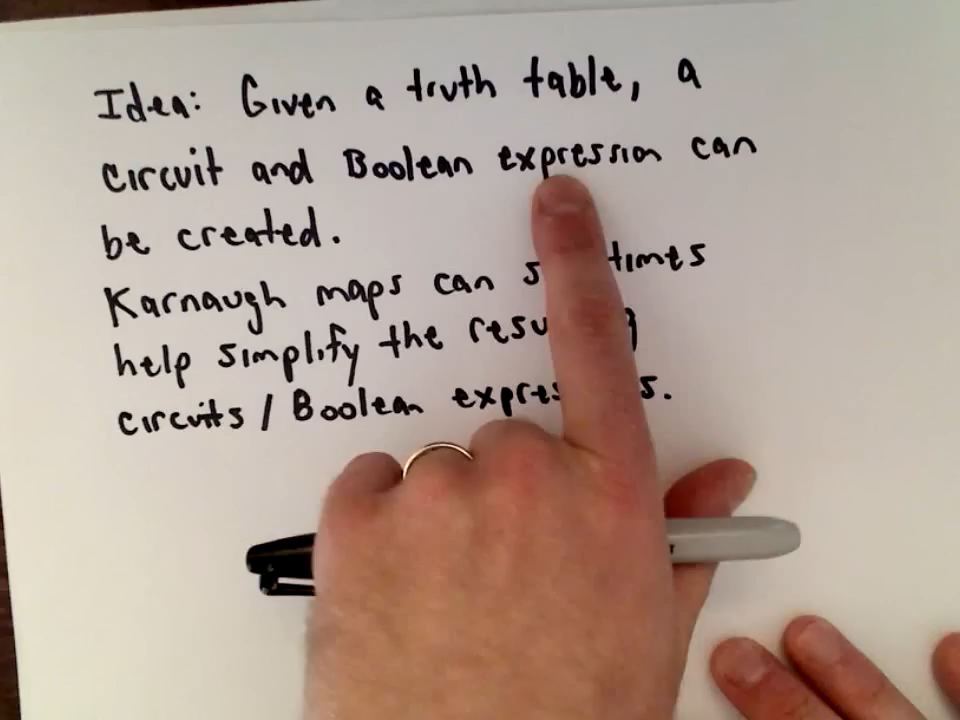 Idea: Given a truth table, a
circuit and Boolean expression can
be created.
Karnaugh maps can
help simplify the
circuits / Boolean